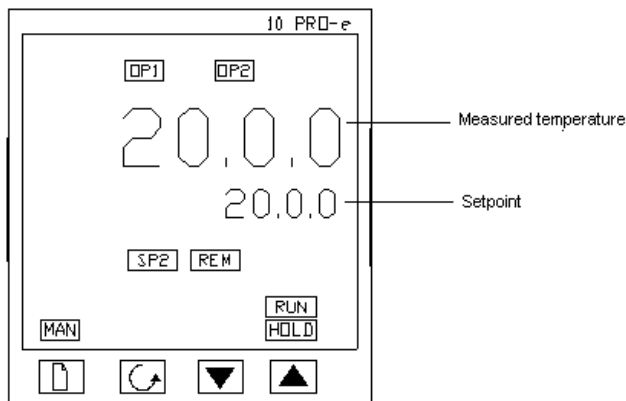 10 PRO-e
OP1 OP2
20.0.0
Measured temperature
20.0.0
Setpoint
SP2 REM
RUN
MAN
HOLD